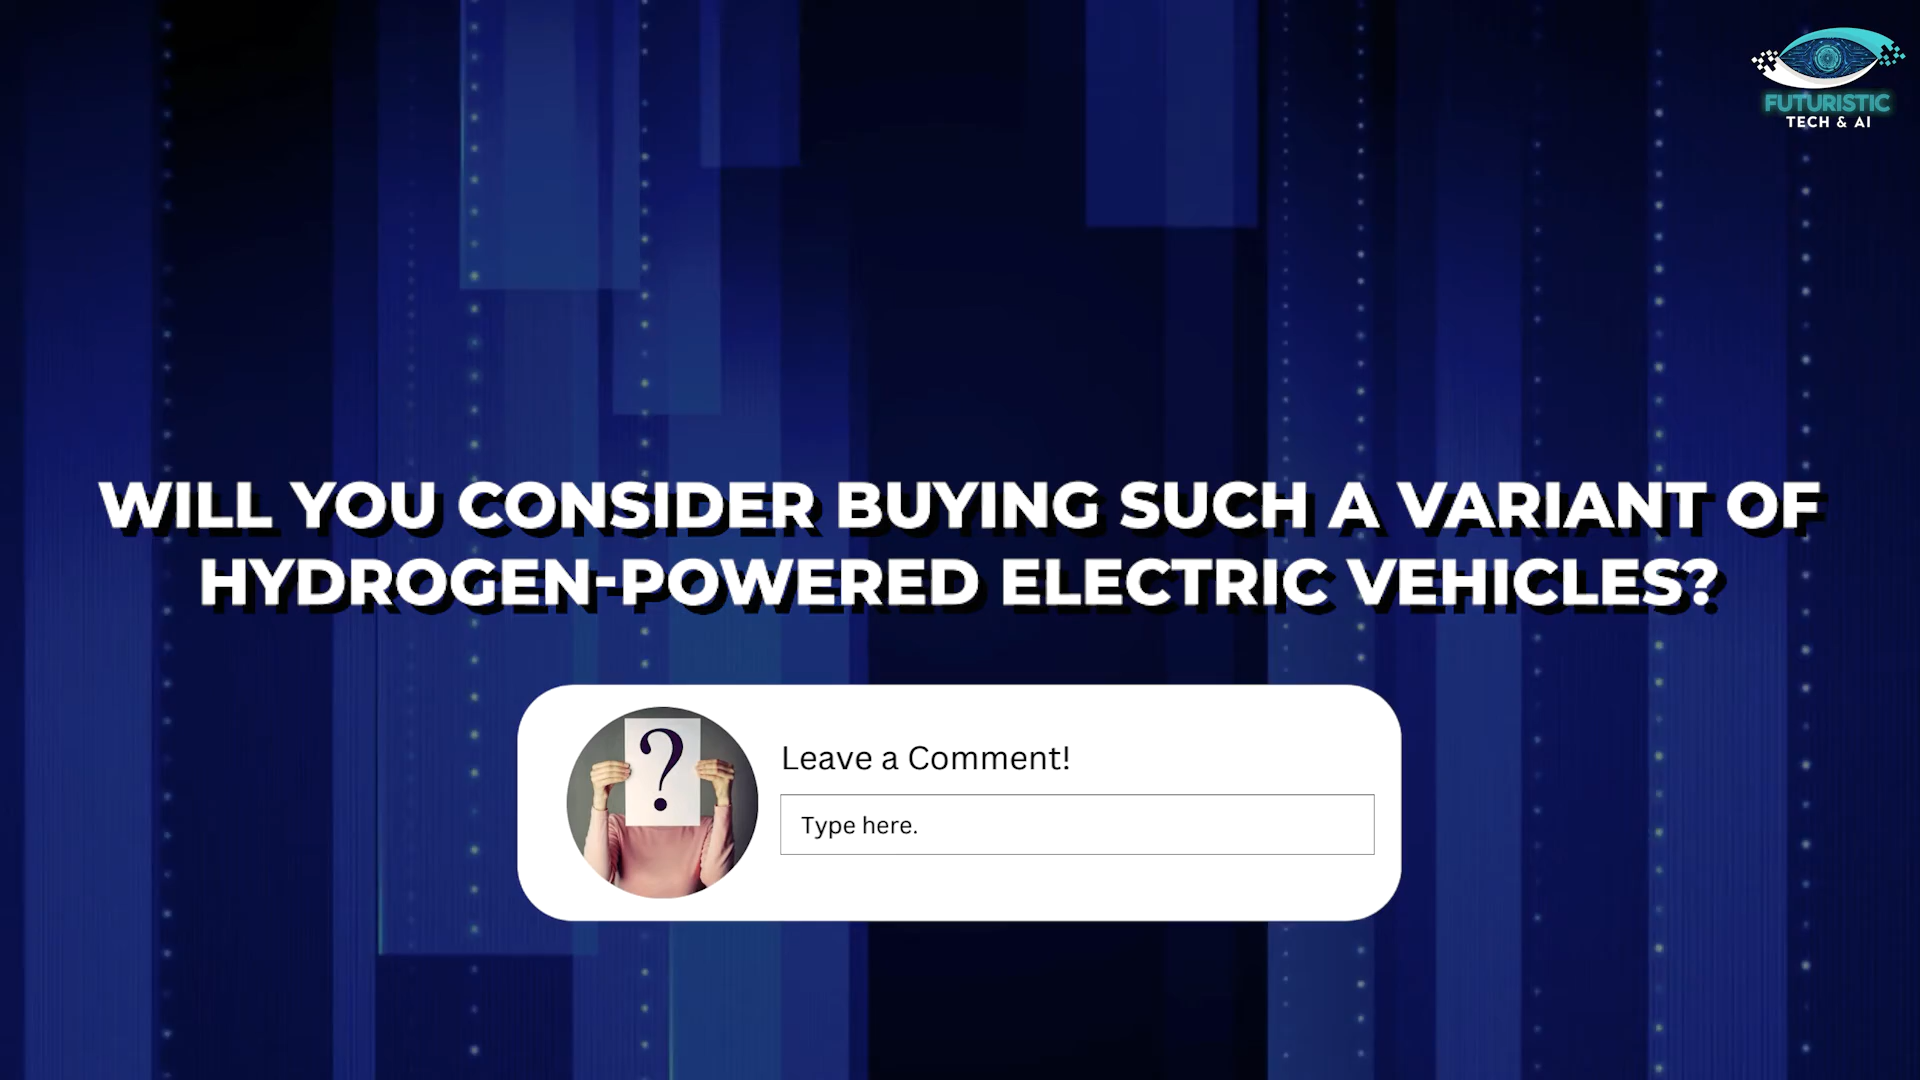 FUTURISTIC
TECH & AI
WILL YOU CONSIDER BUYING SUCH A VARIANT OF
HYDROGEN-POWERED ELECTRIC VEHICLES?
?
Leave a Comment!
Type here.